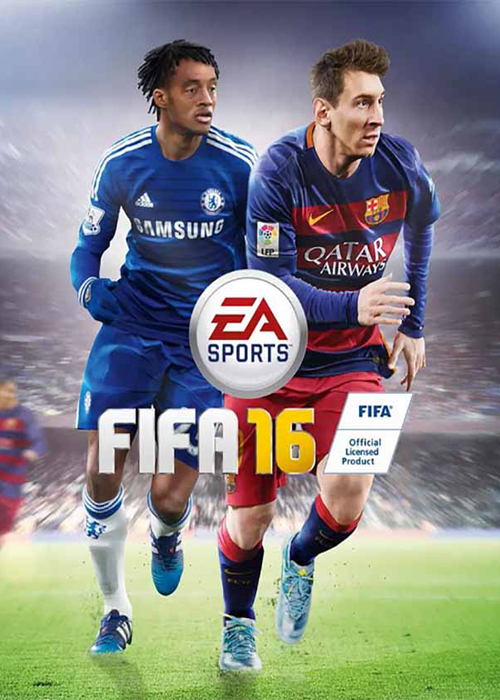 SAMSUNG
LFP
QATAR
AIRWAYS
EA
SPORTS
FIFA 16
FIFA®
Official
Licensed
Product